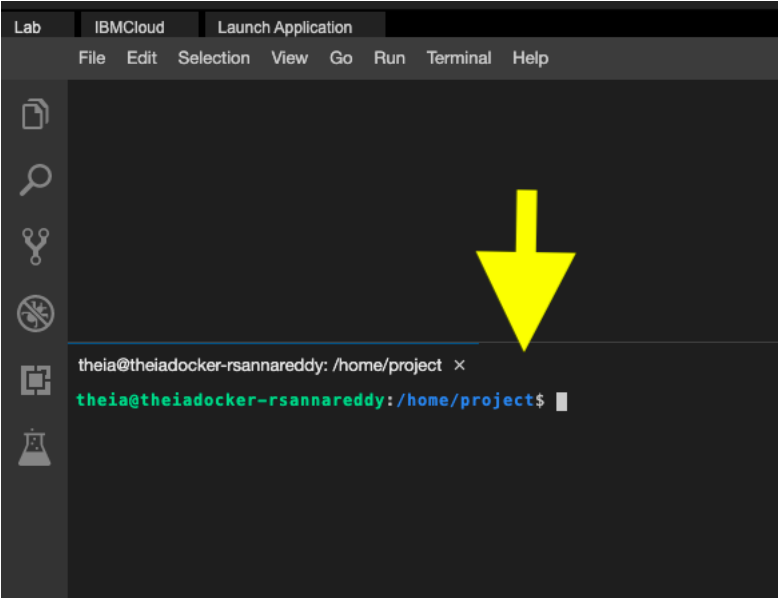 Lab IBMCloud Launch Application
File Edit Selection View Go Run Terminal Help
theia@theiadocker-rsannareddy: /home/project ×
theia@theiadocker-rsannareddy:/home/project$